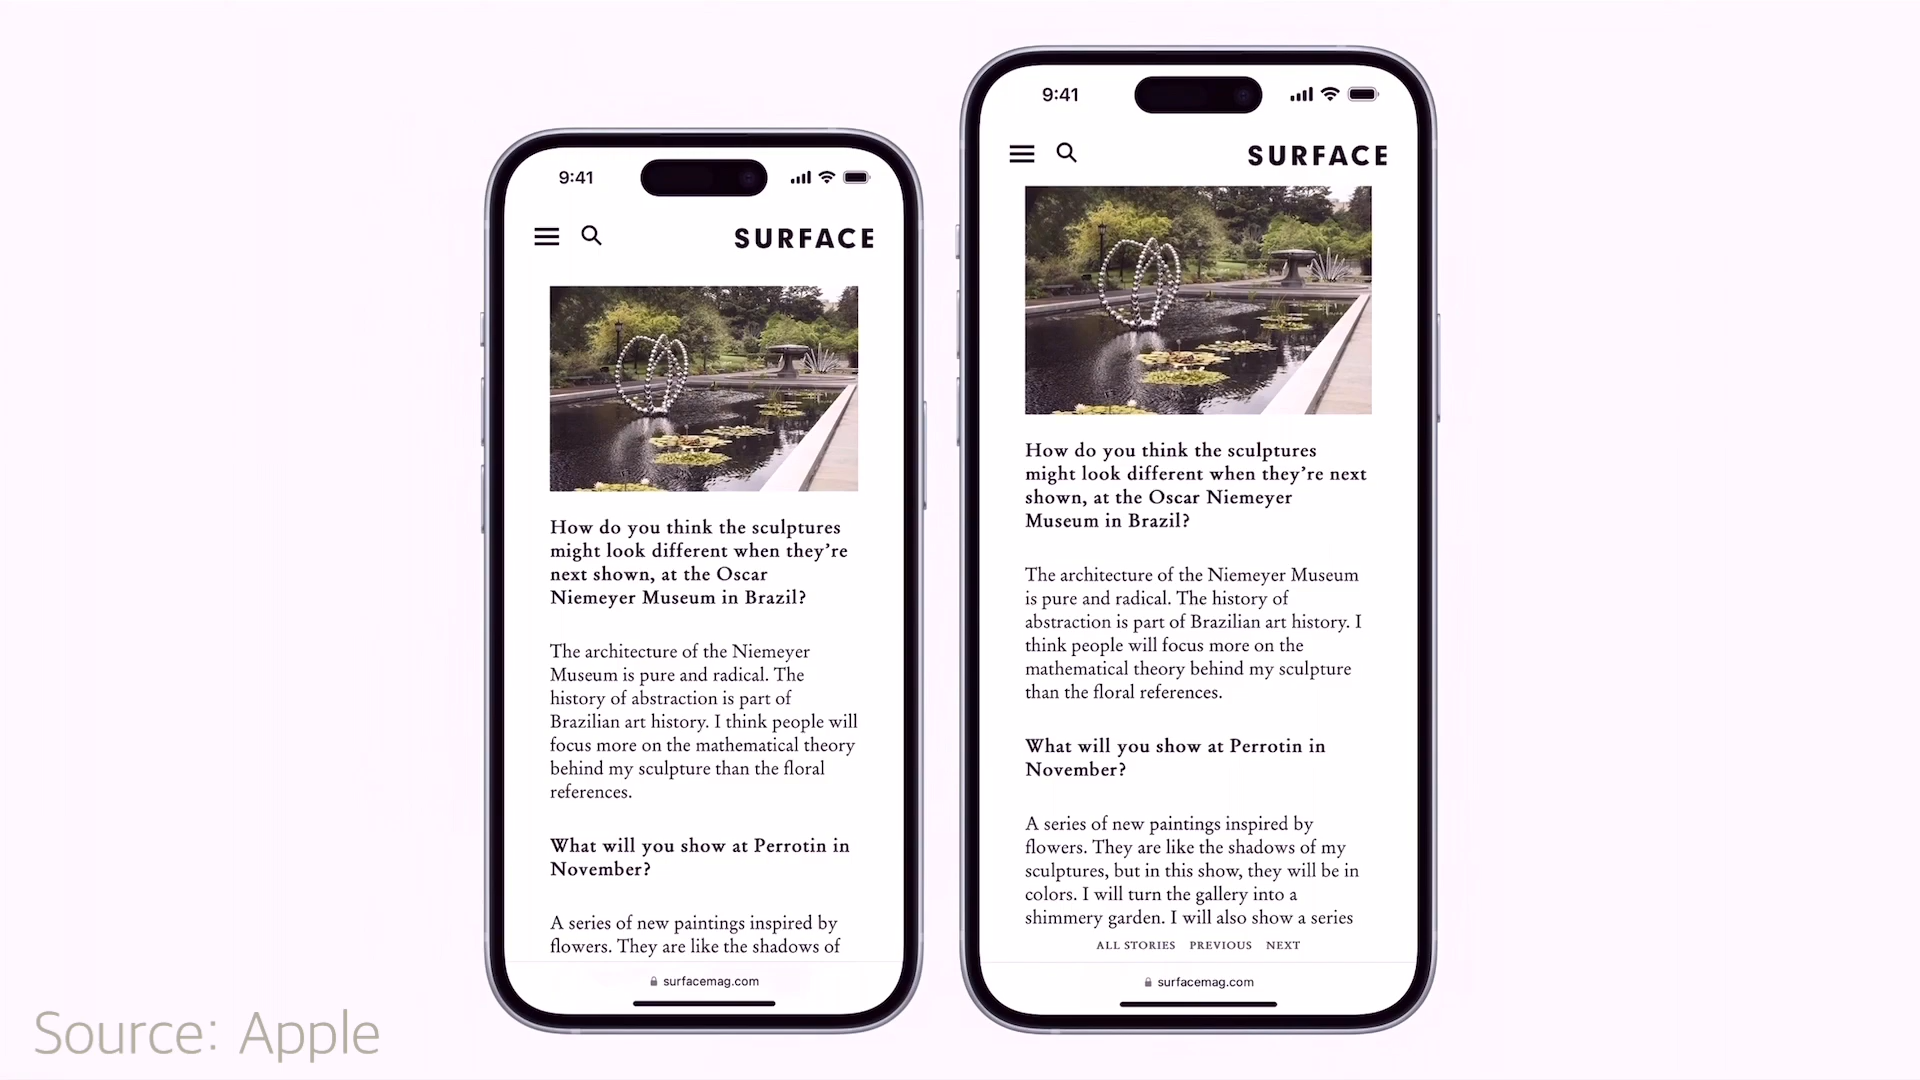 9:41
SURFACE
How do you think the sculptures
might look different when they’re
next shown, at the Oscar
Niemeyer Museum in Brazil?
The architecture of the Niemeyer
Museum is pure and radical. The
history of abstraction is part of
Brazilian art history. I think people will
focus more on the mathematical theory
behind my sculpture than the floral
references.
What will you show at Perrotin in
November?
A series of new paintings inspired by
flowers. They are like the shadows of
surfacemag.com
9:41
SURFACE
How do you think the sculptures
might look different when they’re next
shown, at the Oscar Niemeyer
Museum in Brazil?
The architecture of the Niemeyer Museum
is pure and radical. The history of
abstraction is part of Brazilian art history. I
think people will focus more on the
mathematical theory behind my sculpture
than the floral references.
What will you show at Perrotin in
November?
A series of new paintings inspired by
flowers. They are like the shadows of my
sculptures, but in this show, they will be in
colors. I will turn the gallery into a
shimmery garden. I will also show a series
ALL STORIES PREVIOUS NEXT
surfacemag.com
Source: Apple